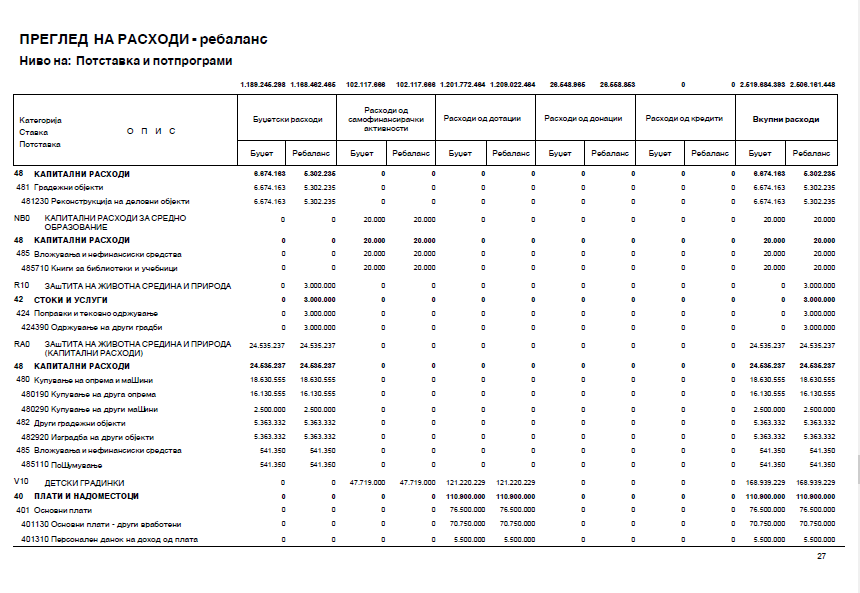 ПРЕГЛЕД НА РАСХОДИ - ребаланс
Ниво на: Потставка и потпрограми
1.189.245.298 1.168.462.465 102.117.666 102.117.666 1.201.772.464 1.209.022.464 26.548.965 26.558.853 0 0 2.519.684.393 2.506.161.448
Категорија
Ставка
Потставка
О П И С
Буџетски расходи
Расходи од самофинансирачки активности
Расходи од дотации
Расходи од донации
Расходи од кредити
Вкупни расходи
Буџет Ребаланс Буџет Ребаланс Буџет Ребаланс Буџет Ребаланс Буџет Ребаланс Буџет Ребаланс
48 КАПИТАЛНИ РАСХОДИ 6.674.163 5.302.235 0 0 0 0 0 0 0 0 6.674.163 5.302.235
481 Градежни објекти 6.674.163 5.302.235 0 0 0 0 0 0 0 0 6.674.163 5.302.235
481230 Реконструкција на деловни објекти 6.674.163 5.302.235 0 0 0 0 0 0 0 0 6.674.163 5.302.235
NB0 КАПИТАЛНИ РАСХОДИ ЗА СРЕДНО ОБРАЗОВАНИЕ 0 0 20.000 20.000 0 0 0 0 0 0 20.000 20.000
48 КАПИТАЛНИ РАСХОДИ 0 0 20.000 20.000 0 0 0 0 0 0 20.000 20.000
485 Вложувања и нефинансиски средства 0 0 20.000 20.000 0 0 0 0 0 0 20.000 20.000
485710 Книги за библиотеки и учебници 0 0 20.000 20.000 0 0 0 0 0 0 20.000 20.000
R10 ЗАшТИТА НА ЖИВОТНА СРЕДИНА И ПРИРОДА 0 3.000.000 0 0 0 0 0 0 0 0 0 3.000.000
42 СТОКИ И УСЛУГИ 0 3.000.000 0 0 0 0 0 0 0 0 0 3.000.000
424 Поправки и тековно одржување 0 3.000.000 0 0 0 0 0 0 0 0 0 3.000.000
424390 Одржување на други градби 0 3.000.000 0 0 0 0 0 0 0 0 0 3.000.000
RA0 ЗАшТИТА НА ЖИВОТНА СРЕДИНА И ПРИРОДА (КАПИТАЛНИ РАСХОДИ) 24.535.237 24.535.237 0 0 0 0 0 0 0 0 24.535.237 24.535.237
48 КАПИТАЛНИ РАСХОДИ 24.535.237 24.535.237 0 0 0 0 0 0 0 0 24.535.237 24.535.237
480 Купување на опрема и маШини 18.630.555 18.630.555 0 0 0 0 0 0 0 0 18.630.555 18.630.555
480190 Купување на друга опрема 16.130.555 16.130.555 0 0 0 0 0 0 0 0 16.130.555 16.130.555
480290 Купување на други маШини 2.500.000 2.500.000 0 0 0 0 0 0 0 0 2.500.000 2.500.000
482 Други градежни објекти 5.363.332 5.363.332 0 0 0 0 0 0 0 0 5.363.332 5.363.332
482920 Изградба на други објекти 5.363.332 5.363.332 0 0 0 0 0 0 0 0 5.363.332 5.363.332
485 Вложувања и нефинансиски средства 541.350 541.350 0 0 0 0 0 0 0 0 541.350 541.350
485110 ПоШумување 541.350 541.350 0 0 0 0 0 0 0 0 541.350 541.350
V10 ДЕТСКИ ГРАДИНКИ 0 0 47.719.000 47.719.000 121.220.229 121.220.229 0 0 0 0 168.939.229 168.939.229
40 ПЛАТИ И НАДОМЕСТОЦИ 0 0 0 0 110.900.000 110.900.000 0 0 0 0 110.900.000 110.900.000
401 Основни плати 0 0 0 0 76.500.000 76.500.000 0 0 0 0 76.500.000 76.500.000
401130 Основни плати - други вработени 0 0 0 0 70.750.000 70.750.000 0 0 0 0 70.750.000 70.750.000
401310 Персонален данок на доход од плата 0 0 0 0 5.500.000 5.500.000 0 0 0 0 5.500.000 5.500.000
27